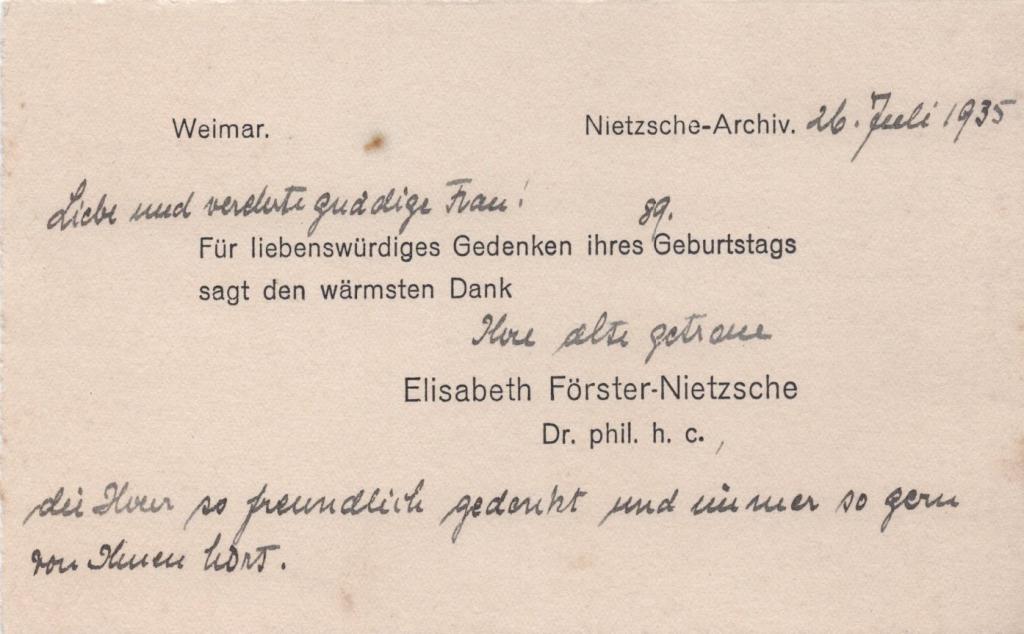 Weimar. Nietzsche-Archiv. 26. Juli 1935
Liebe und verehrte gnädige Frau!
89.
Für liebenswürdiges Gedenken ihres Geburtstags
sagt den wärmsten Dank
Ihre alte getreue
Elisabeth Förster-Nietzsche
Dr. phil. h. c.,
die Ihrer so freundlich gedenkt und immer so gern
von Ihnen hört.